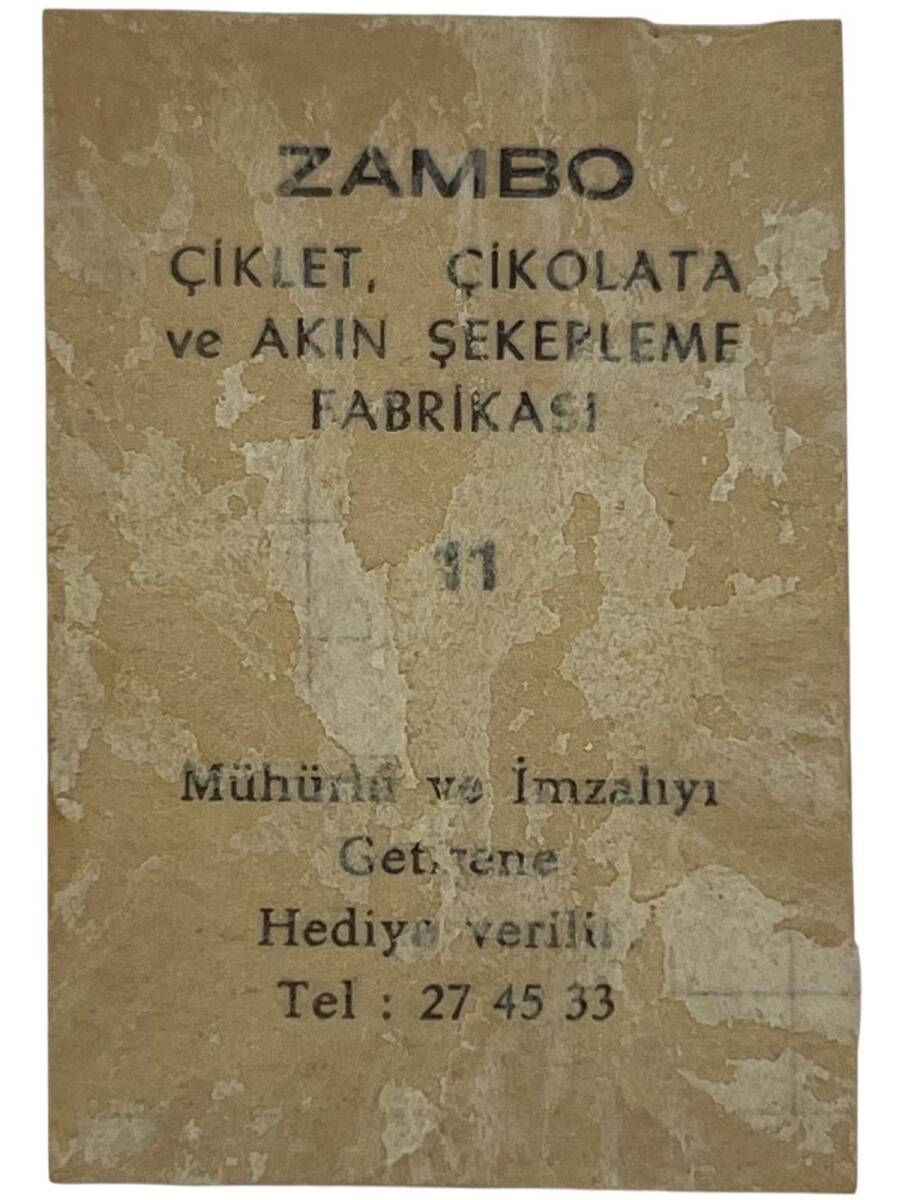 ZAMBO
ÇİKLET, ÇİKOLATA
ve AKIN ŞEKERLEME
FABRİKASI
11
Mühürlü ve İmzalıyı
Getirene
Hediye verilir.
Tel : 27 45 33